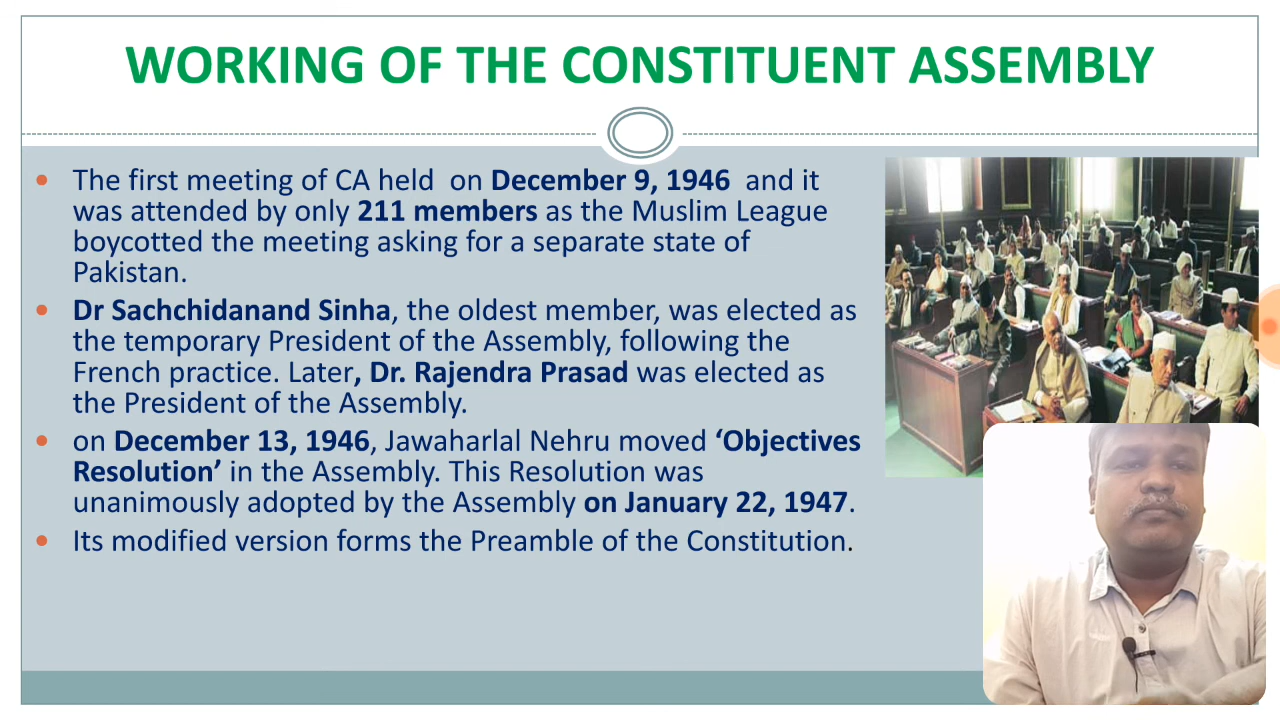 WORKING OF THE CONSTITUENT ASSEMBLY
The first meeting of CA held on December 9, 1946 and it
was attended by only 211 members as the Muslim League
boycotted the meeting asking for a separate state of
Pakistan.
Dr Sachchidanand Sinha, the oldest member, was elected as
the temporary President of the Assembly, following the
French practice. Later, Dr. Rajendra Prasad was elected as
the President of the Assembly.
on December 13, 1946, Jawaharlal Nehru moved ‘Objectives
Resolution’ in the Assembly. This Resolution was
unanimously adopted by the Assembly on January 22, 1947.
Its modified version forms the Preamble of the Constitution.